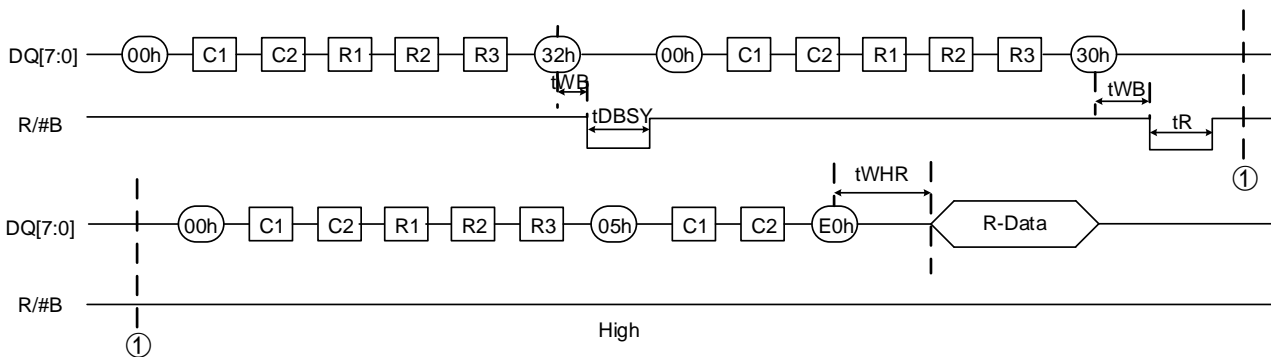 DQ[7:0] 00h C1 C2 R1 R2 R3 32h 00h C1 C2 R1 R2 R3 30h
tWB tWB
R/#B tDBSY tR
①
tWHR
DQ[7:0] 00h C1 C2 R1 R2 R3 05h C1 C2 E0h R-Data
R/#B
High
①